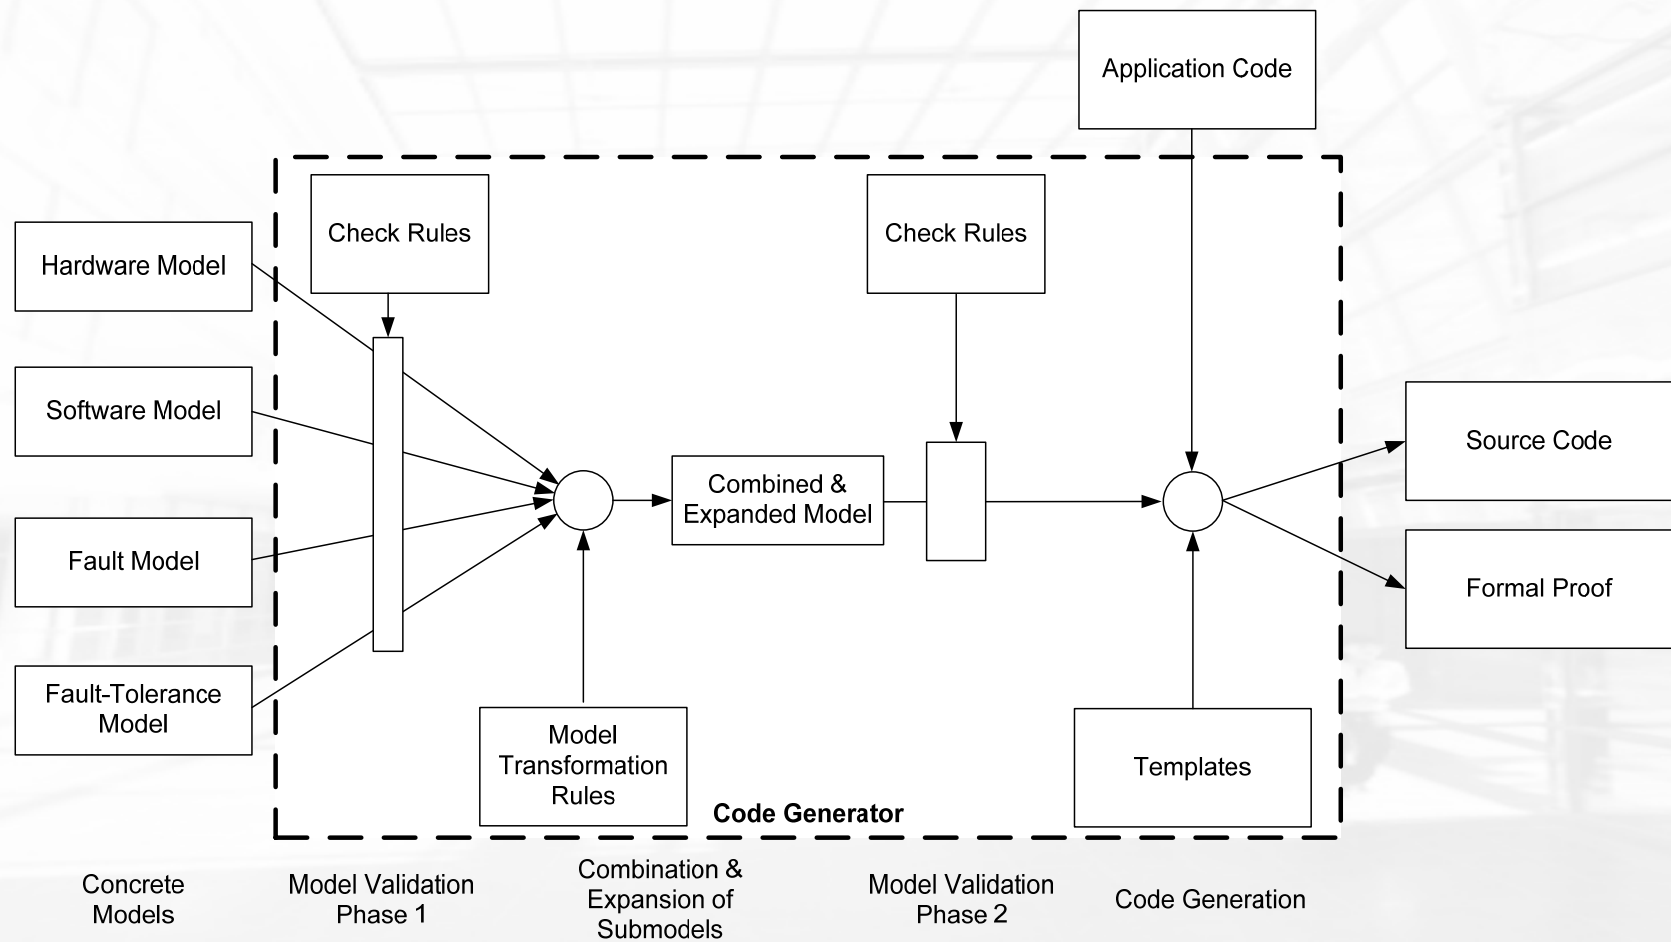 Application Code
Check Rules
Check Rules
Hardware Model
Software Model
Fault Model
Fault-Tolerance
Model
Combined &
Expanded Model
Model
Transformation
Rules
Templates
Source Code
Formal Proof
Code Generator
Concrete
Models
Model Validation
Phase 1
Combination &
Expansion of
Submodels
Model Validation
Phase 2
Code Generation